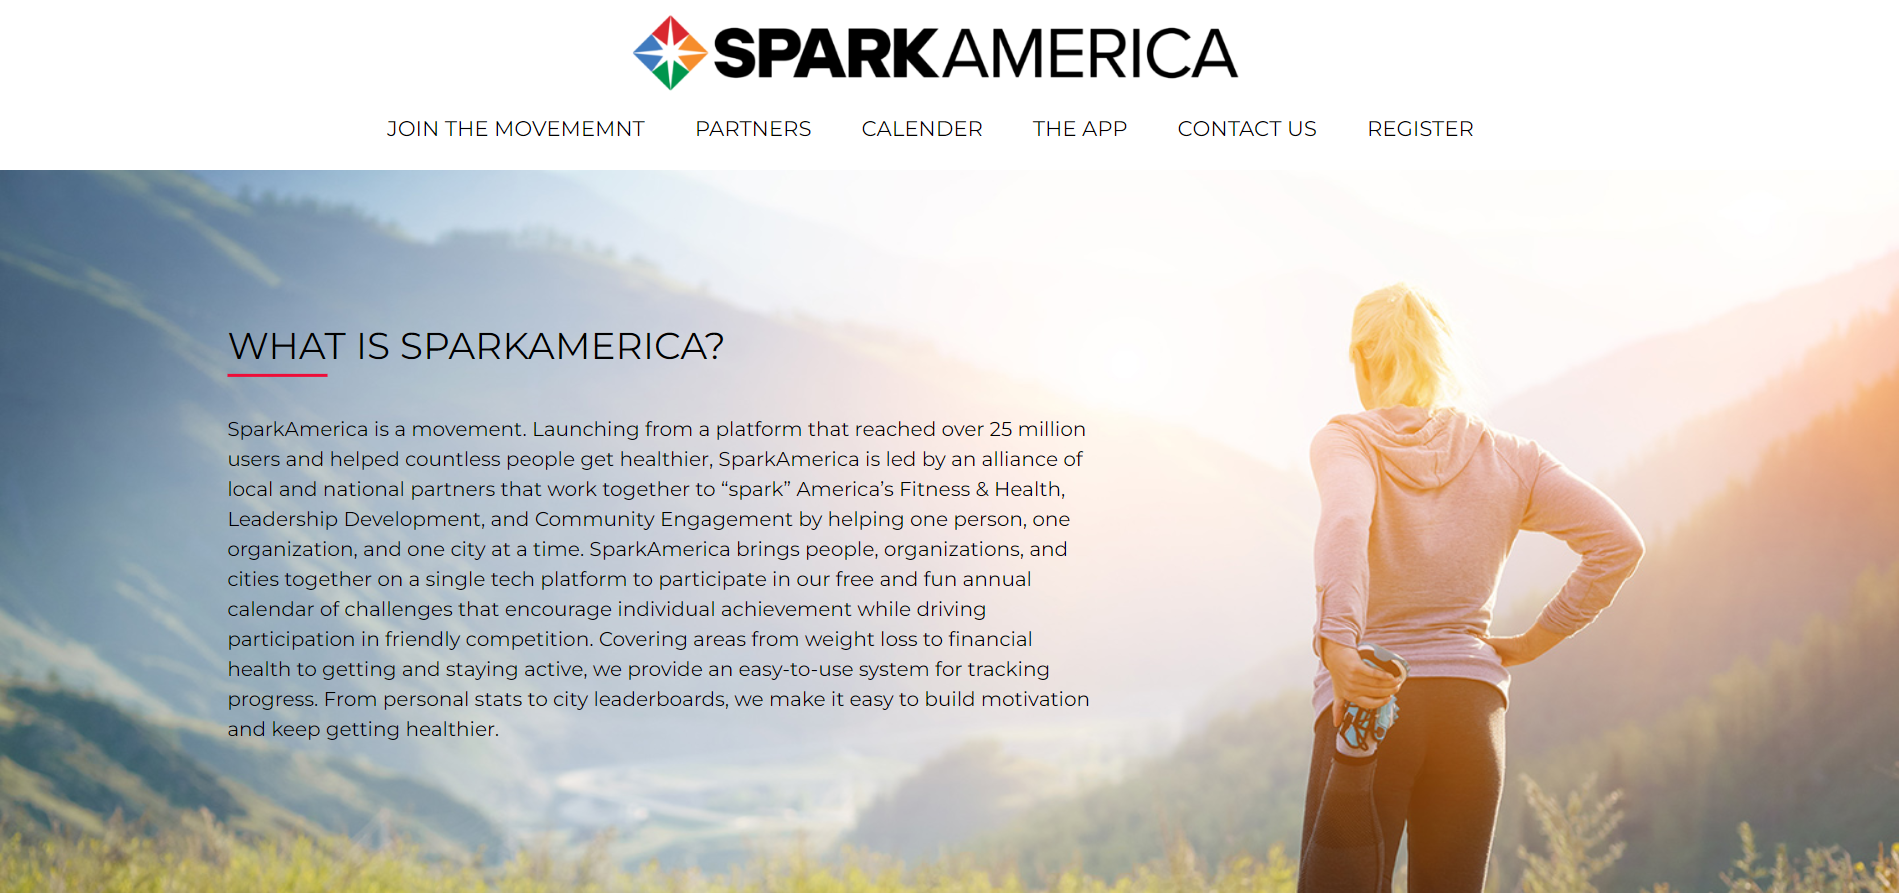 SPARKAMERICA
JOIN THE MOVEMEMNT PARTNERS CALENDER THE APP CONTACT US REGISTER
WHAT IS SPARKAMERICA?
SparkAmerica is a movement. Launching from a platform that reached over 25 million
users and helped countless people get healthier, SparkAmerica is led by an alliance of
local and national partners that work together to “spark” America’s Fitness & Health,
Leadership Development, and Community Engagement by helping one person, one
organization, and one city at a time. SparkAmerica brings people, organizations, and
cities together on a single tech platform to participate in our free and fun annual
calendar of challenges that encourage individual achievement while driving
participation in friendly competition. Covering areas from weight loss to financial
health to getting and staying active, we provide an easy-to-use system for tracking
progress. From personal stats to city leaderboards, we make it easy to build motivation
and keep getting healthier.